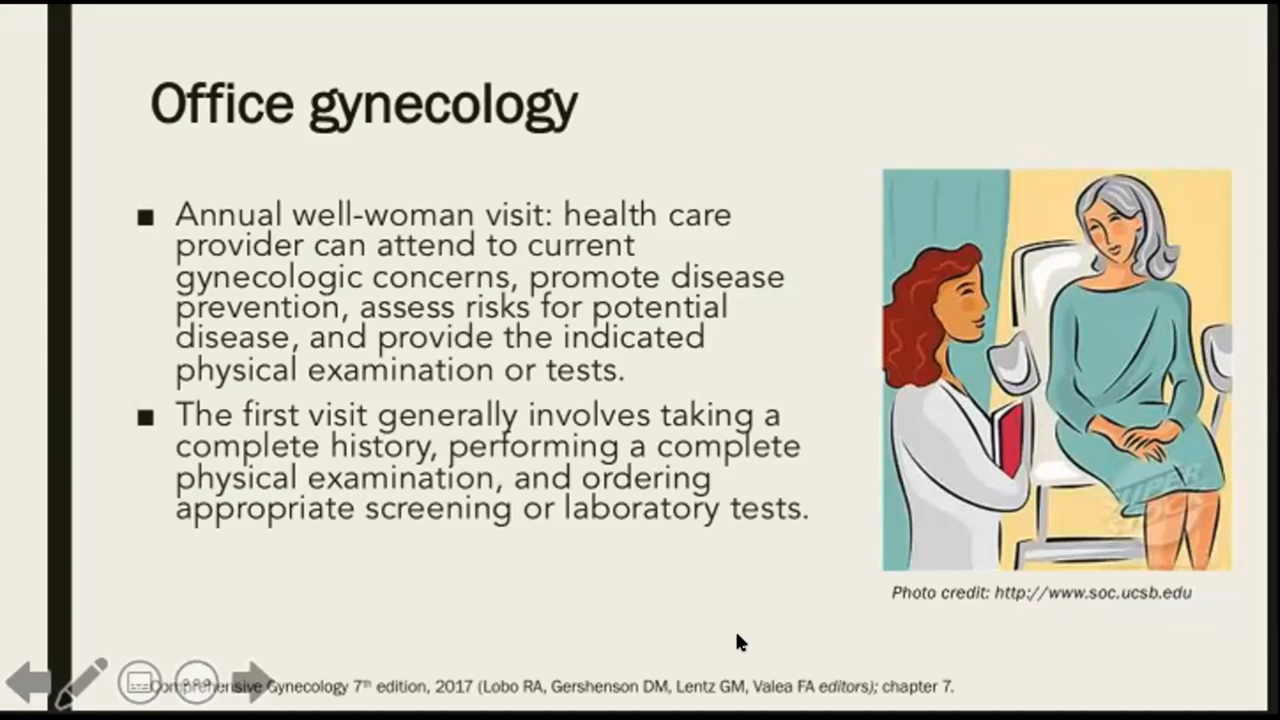 Office gynecology
■ Annual well-woman visit: health care
provider can attend to current
gynecologic concerns, promote disease
prevention, assess risks for potential
disease, and provide the indicated
physical examination or tests.
■ The first visit generally involves taking a
complete history, performing a complete
physical examination, and ordering
appropriate screening or laboratory tests.
SUPER
STOCK
Photo credit: http://www.soc.ucsb.edu
Comprehensive Gynecology 7th edition, 2017 (Lobo RA, Gershenson DM, Lentz GM, Valea FA editors); chapter 7.